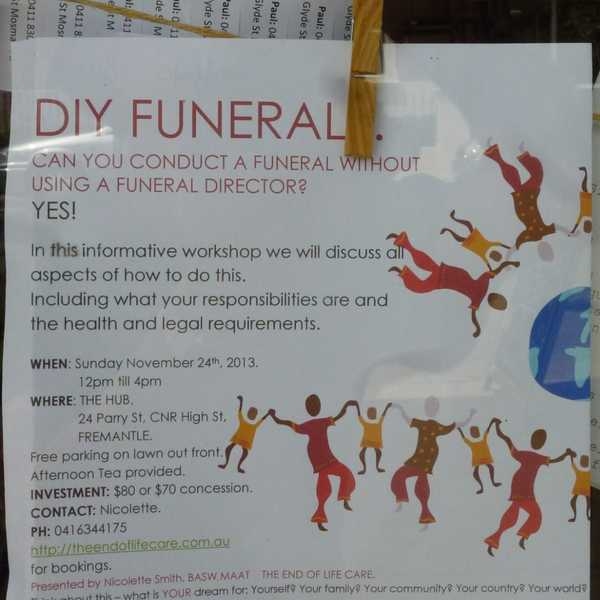 Paul: 04
Glyde St
DIY FUNERAL
CAN YOU CONDUCT A FUNERAL WITHOUT
USING A FUNERAL DIRECTOR?
YES!
In this informative workshop we will discuss all
aspects of how to do this.
Including what your responsibilities are and
the health and legal requirements.
WHEN: Sunday November 24th, 2013.
12pm till 4pm
WHERE: THE HUB.
24 Parry St, CNR High St,
FREMANTLE.
Free parking on lawn out front.
Afternoon Tea provided.
INVESTMENT: $80 or $70 concession.
CONTACT: Nicolette.
PH: 0416344175
http://theendoflifecare.com.au
for bookings.
Presented by Nicolette Smith, BASW,MAAT THE END OF LIFE CARE.
Think about this – what is YOUR dream for: Yourself? Your family? Your community? Your country? Your world?